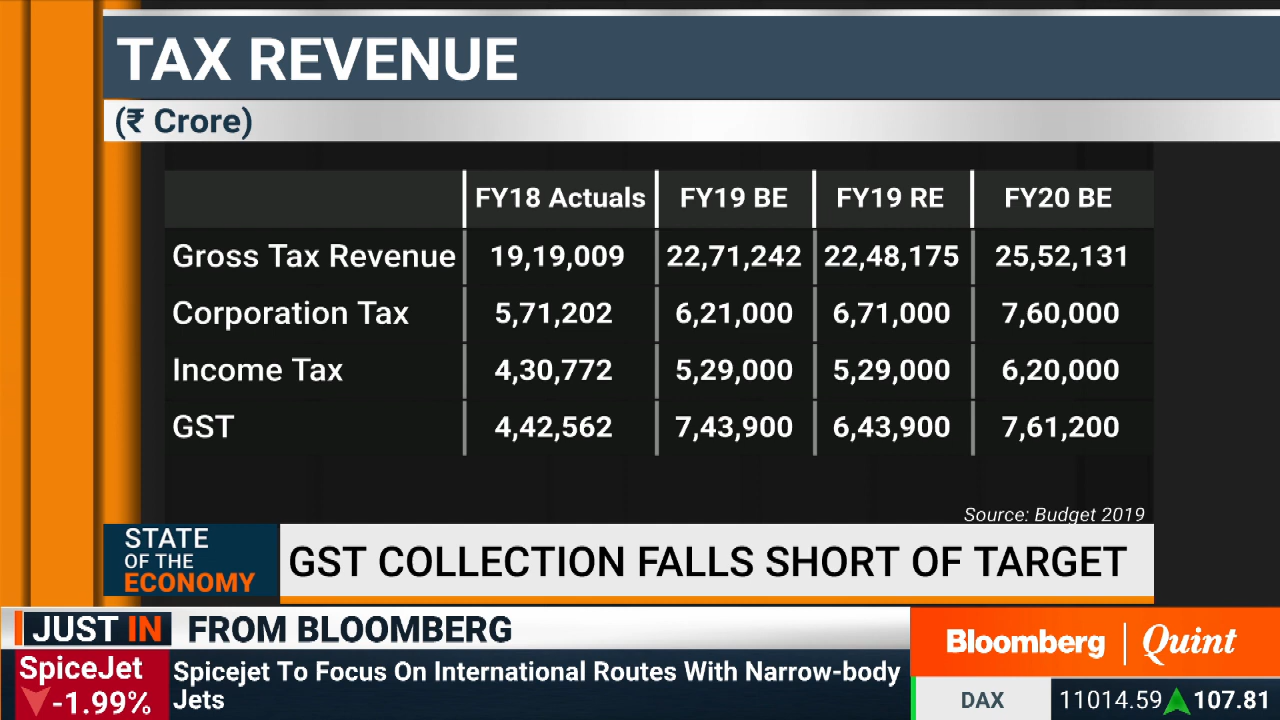 TAX REVENUE
(₹ Crore)
FY18 Actuals FY19 BE FY19 RE FY20 BE
Gross Tax Revenue 19,19,009 22,71,242 22,48,175 25,52,131
Corporation Tax 5,71,202 6,21,000 6,71,000 7,60,000
Income Tax 4,30,772 5,29,000 5,29,000 6,20,000
GST 4,42,562 7,43,900 6,43,900 7,61,200
Source: Budget 2019
STATE
OF THE
ECONOMY
GST COLLECTION FALLS SHORT OF TARGET
JUST IN FROM BLOOMBERG
SpiceJet
-1.99%
Spicejet To Focus On International Routes With Narrow-body
Jets
Bloomberg | Quint
DAX 11014.59 107.81